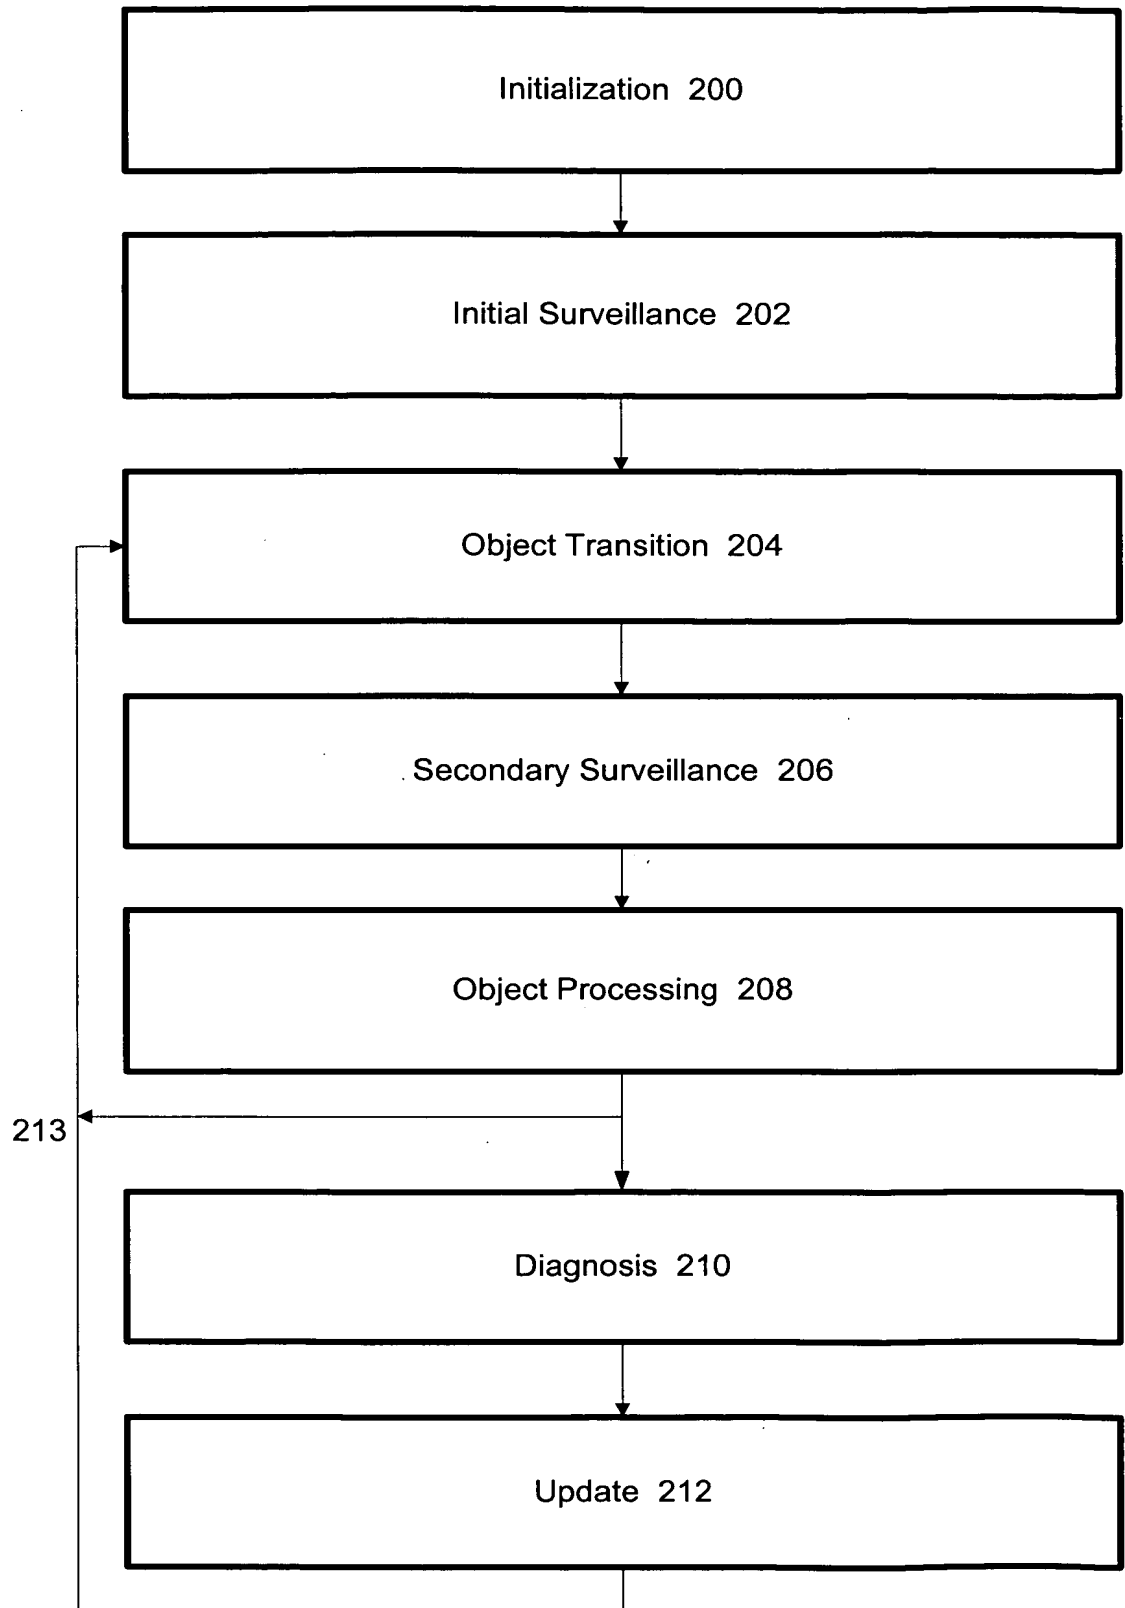 Initialization 200
Initial Surveillance 202
Object Transition 204
Secondary Surveillance 206
Object Processing 208
213
Diagnosis 210
Update 212